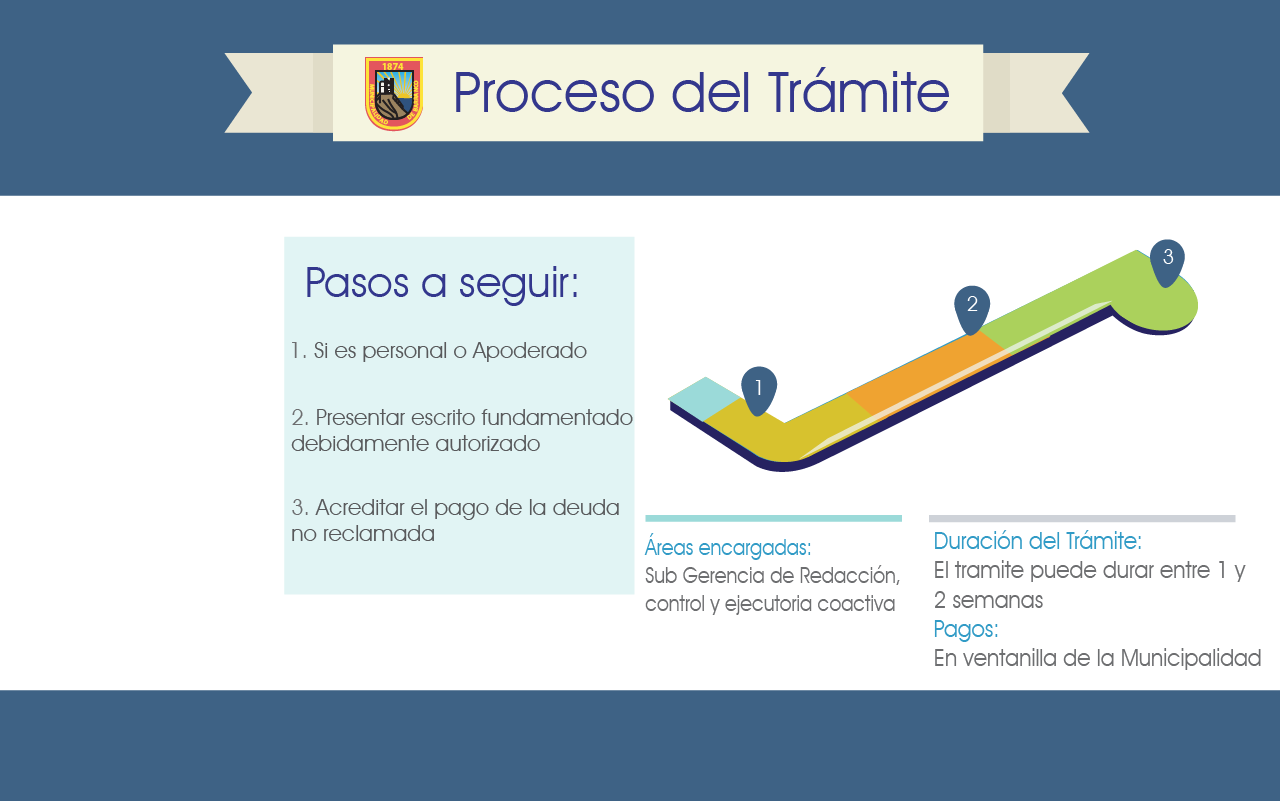 1874
Proceso del Trámite
Pasos a seguir:
1. Si es personal o Apoderado
2. Presentar escrito fundamentado
debidamente autorizado
3. Acreditar el pago de la deuda
no reclamada
1
2
3
Áreas encargadas:
Sub Gerencia de Redacción,
control y ejecutoria coactiva
Duración del Trámite:
El tramite puede durar entre 1 y
2 semanas
Pagos:
En ventanilla de la Municipalidad